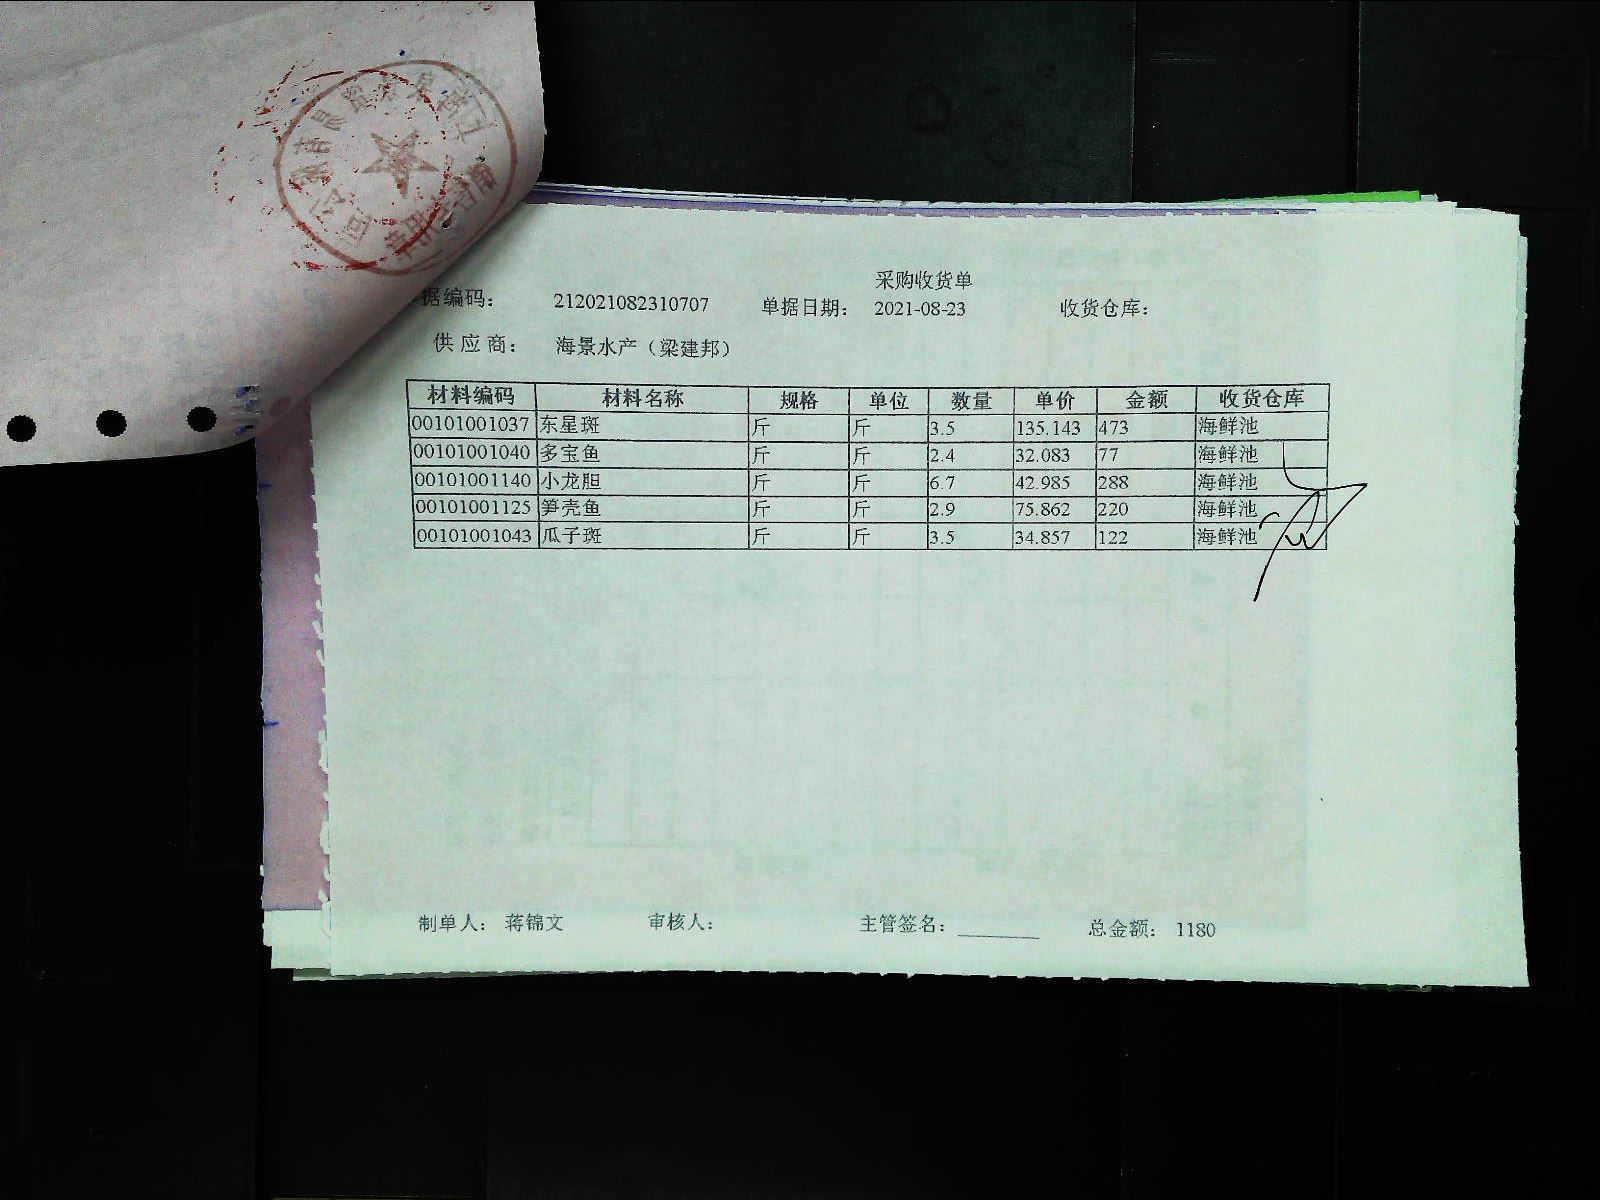 采购收货单
据编码： 212021082310707 单据日期： 2021-08-23 收货仓库：
供应商： 海景水产（梁建邦）
材料编码 材料名称 规格 单位 数量 单价 金额 收货仓库
00101001037 东星斑 斤 斤 3.5 135.143 473 海鲜池
00101001040 多宝鱼 斤 斤 2.4 32.083 77 海鲜池
00101001140 小龙胆 斤 斤 6.7 42.985 288 海鲜池
00101001125 笋壳鱼 斤 斤 2.9 75.862 220 海鲜池
00101001043 瓜子斑 斤 斤 3.5 34.857 122 海鲜池
制单人： 蒋锦文 审核人： 主管签名： 总金额： 1180